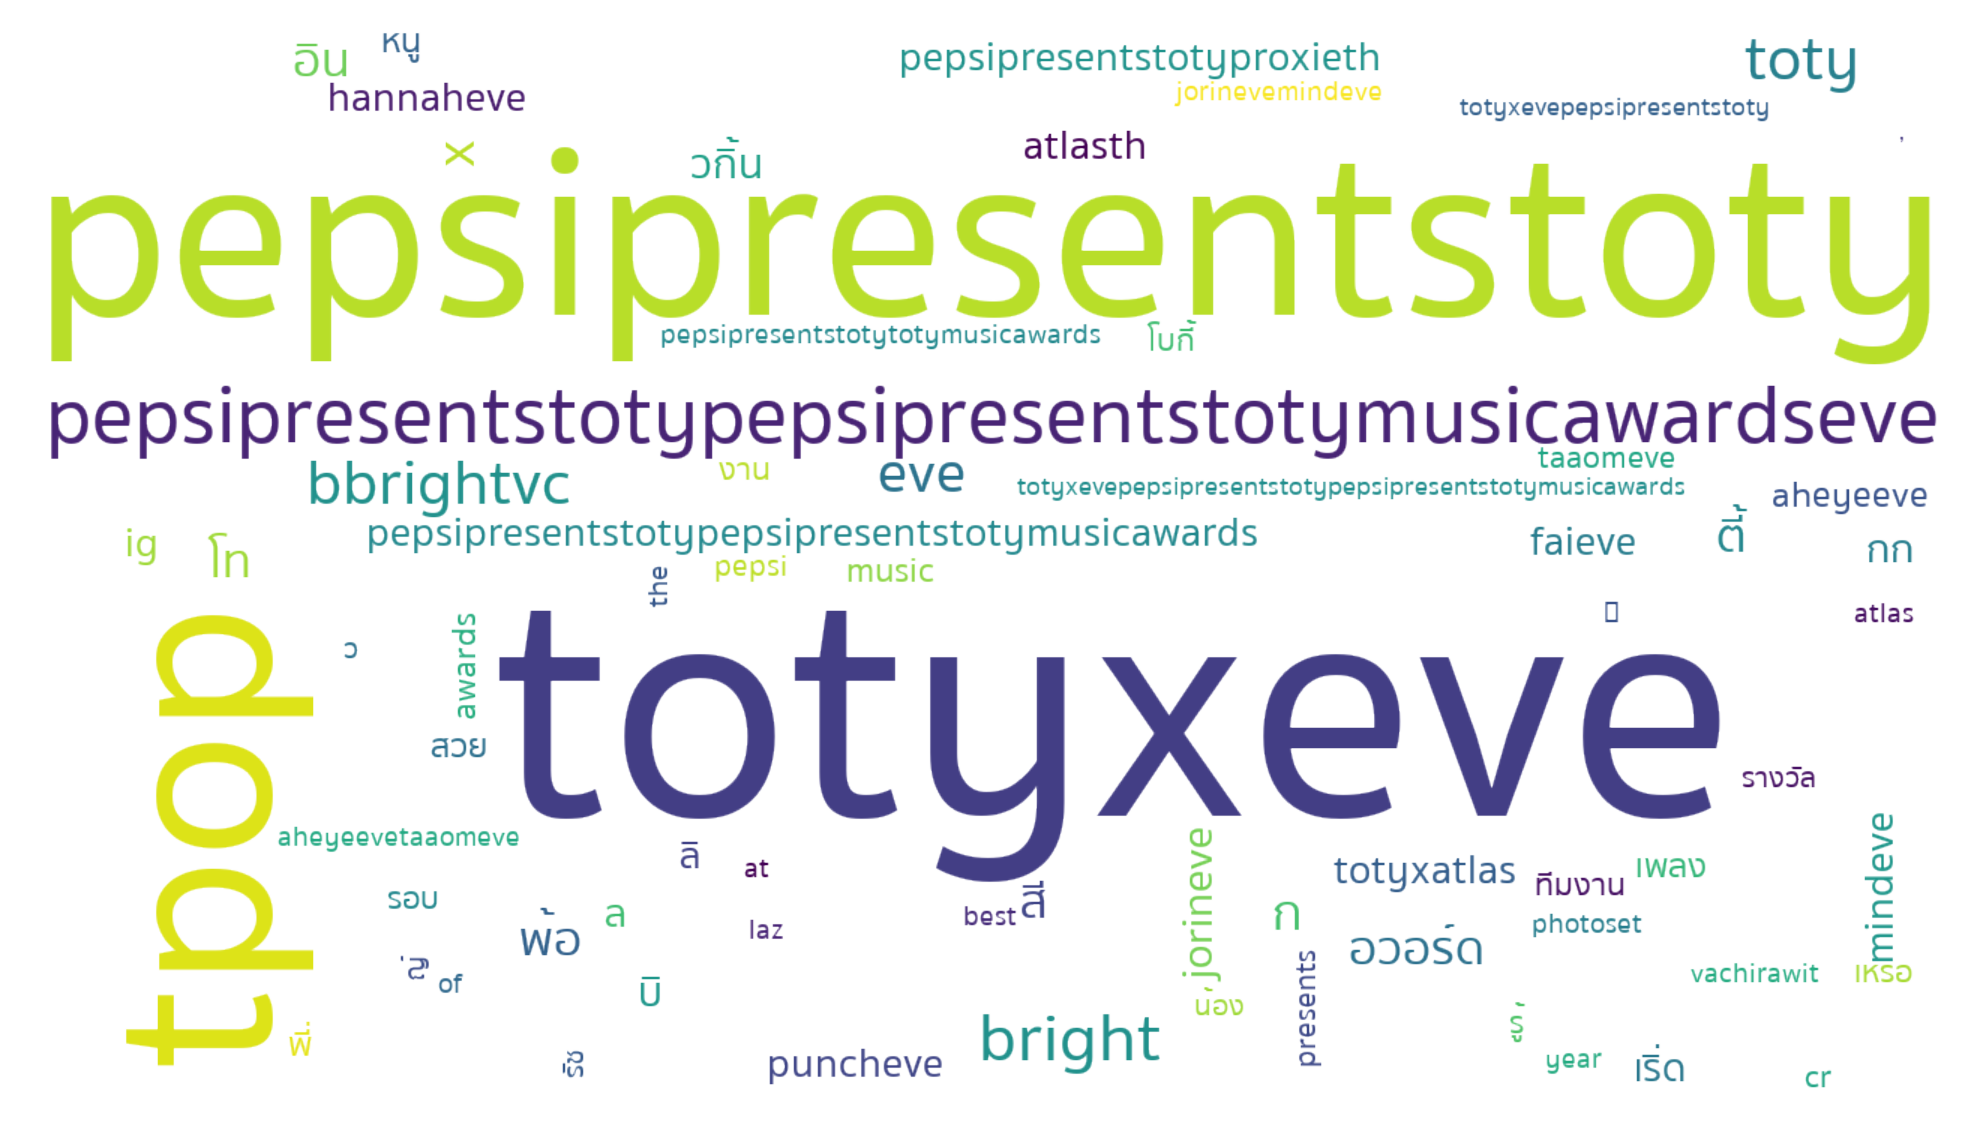 อิน
หนู
hannaheve
pepsipresentstotyproxieth
jorinevemindeve
toty
totyxevepepsipresentstoty
x
วกิ้น
atlasth
pepsipresentstoty
pepsipresentstotytotymusicawards
โบกี้
pepsipresentstotypepsipresentstotymusicawardseve
bbrightvc
งาน
eve
taaomeve
totyxevepepsipresentstotypepsipresentstotymusicawards
aheyeeve
ig
โท
pepsipresentstotypepsipresentstotymusicawards
faieve
ตี้
กก
the
pepsi
music
tpop
ว
awards
totyxeve
atlas
สวย
รางวัล
aheyeevetaaomeve
ลิ
at
jorineve
totyxatlas
ทีมงาน
เพลง
mindeve
รอบ
พ้อ
ล
laz
best
ก
อวอร์ด
photoset
of
บิ
น้อง
presents
vachirawit
เหรอ
พี่
puncheve
bright
รู้
year
เริ่ด
cr